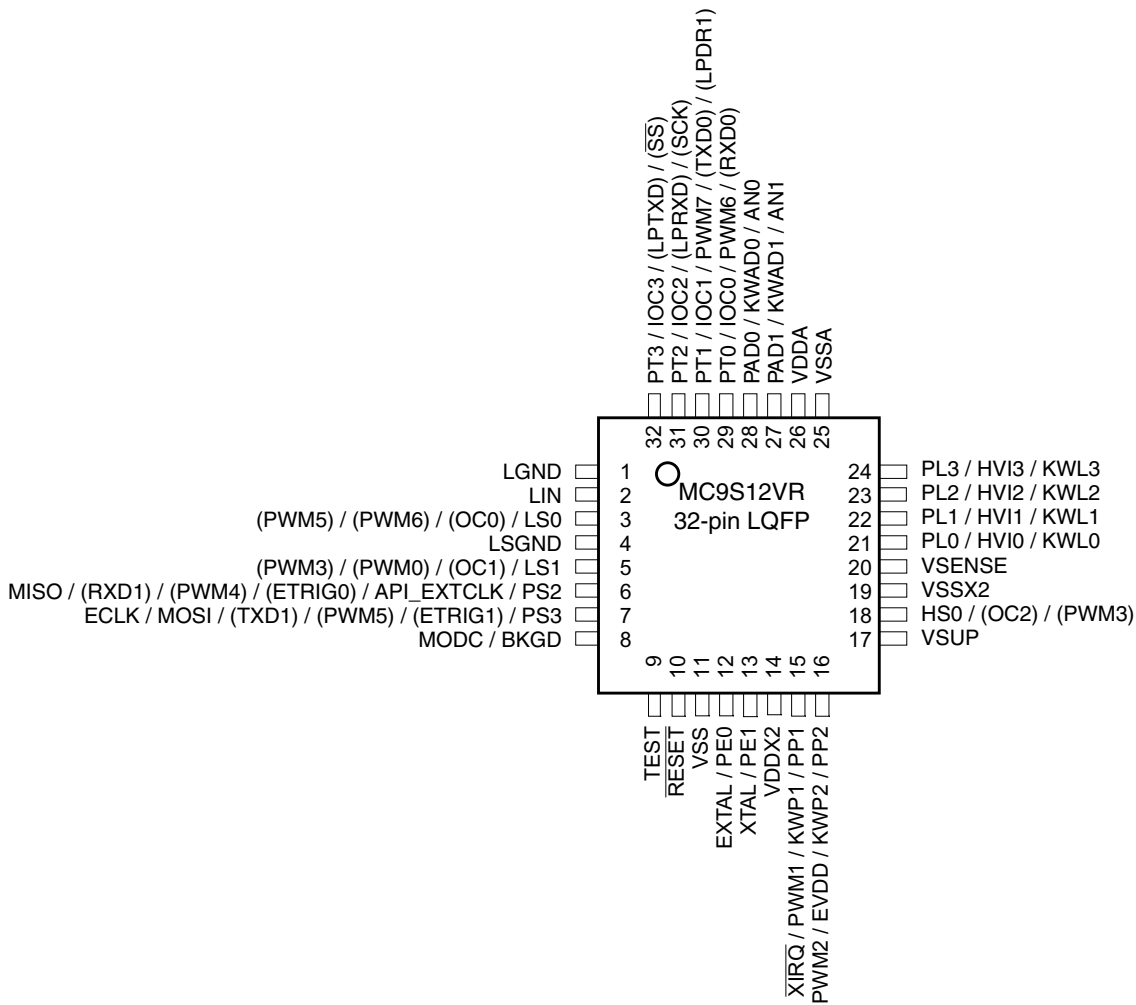 PT3 / IOC3 / (LPTXD) / (SS)
PT2 / IOC2 / (LPRXD) / (SCK)
PT1 / IOC1 / PWM7 / (TXD0) / (LPDR1)
PT0 / IOC0 / PWM6 / (RXD0)
PAD0 / KWAD0 / AN0
PAD1 / KWAD1 / AN1
VDDA
VSSA
32
31
30
29
28
27
26
25
LGND 1
LIN 2
(PWM5) / (PWM6) / (OC0) / LS0 3
LSGND 4
(PWM3) / (PWM0) / (OC1) / LS1 5
MISO / (RXD1) / (PWM4) / (ETRIG0) / API_EXTCLK / PS2 6
ECLK / MOSI / (TXD1) / (PWM5) / (ETRIG1) / PS3 7
MODC / BKGD 8
MC9S12VR
32-pin LQFP
24 PL3 / HVI3 / KWL3
23 PL2 / HVI2 / KWL2
22 PL1 / HVI1 / KWL1
21 PL0 / HVI0 / KWL0
20 VSENSE
19 VSSX2
18 HS0 / (OC2) / (PWM3)
17 VSUP
9
10
11
12
13
14
15
16
TEST
RESET
VSS
EXTAL / PE0
XTAL / PE1
VDDX2
XIRQ / PWM1 / KWP1 / PP1
PWM2 / EVDD / KWP2 / PP2